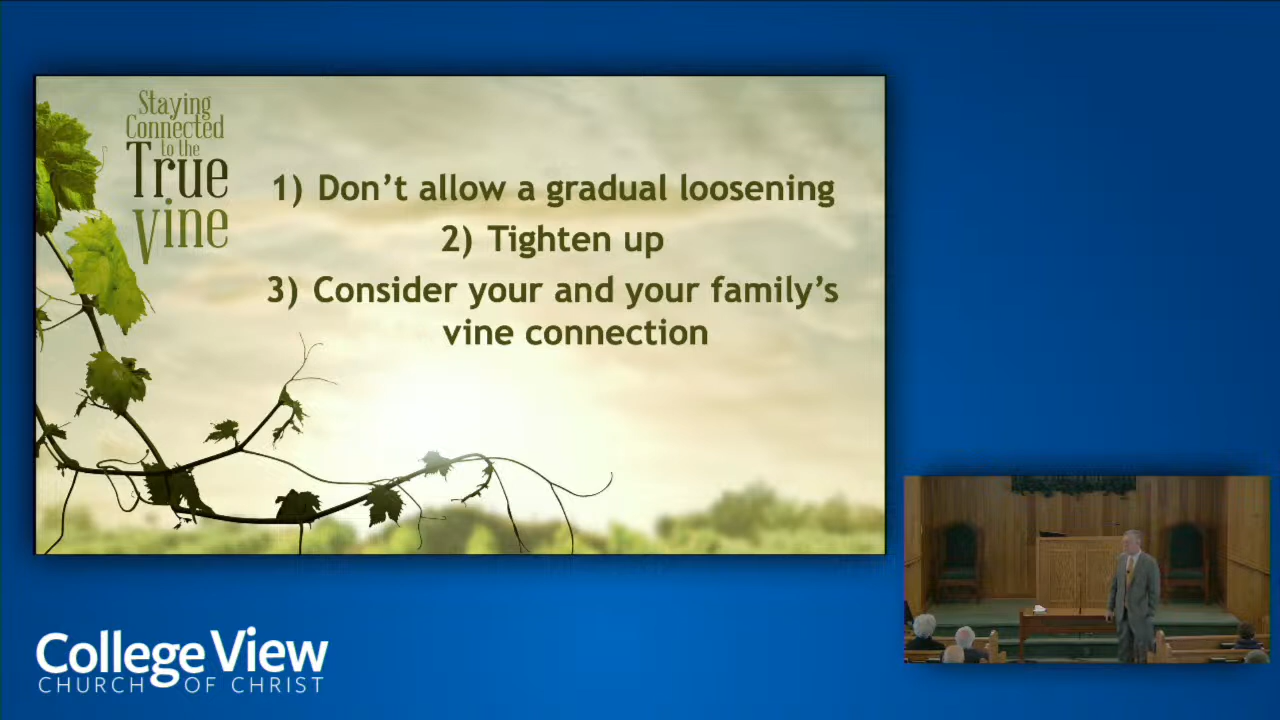 Staying
Connected
to the
True
vine
1) Don't allow a gradual loosening
2) Tighten up
3) Consider your and your family's
vine connection
College View
CHURCH OF CHRIST